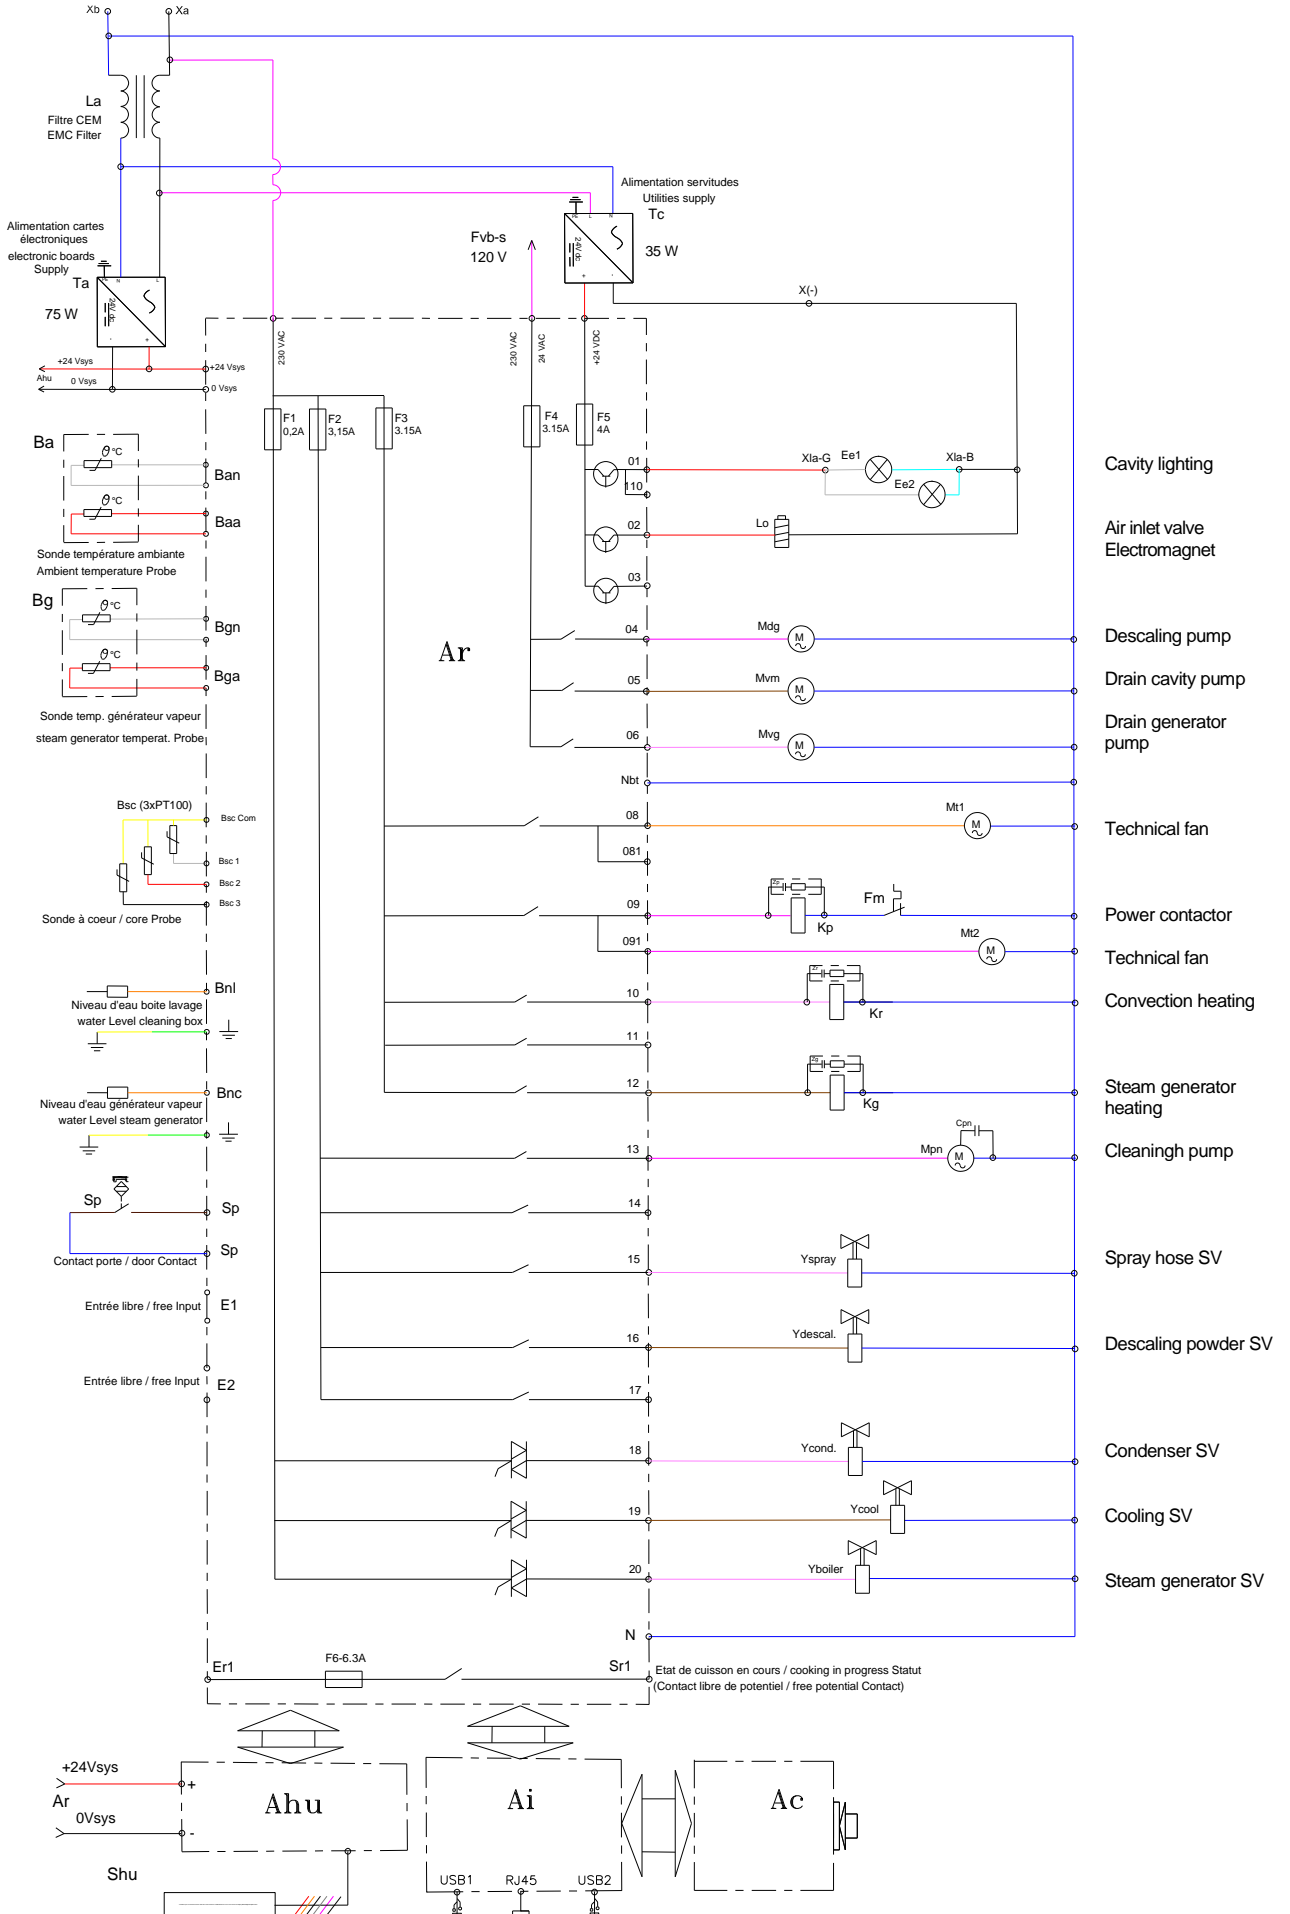 Xb
Xa
La
Filtre CEM
EMC Filter
Alimentation servitudes
Utilities supply
Tc
35 W
PE
L
N
24V dc
+
-
Alimentation cartes
électroniques
electronic boards
Supply
Ta
75 W
N
L
24V dc
-
+
Fvb-s
120 V
X(-)
+24 Vsys
Ahu
0 Vsys
+24 Vsys
0 Vsys
230 VAC
230 VAC
24 VAC
+24 VDC
F1
0,2A
F2
3,15A
F3
3.15A
F4
3.15A
F5
4A
Ba
θ °C
Ban
θ °C
Baa
Sonde température ambiante
Ambient temperature Probe
Bg
θ °C
Bgn
θ °C
Bga
Sonde temp. générateur vapeur
steam generator temperat. Probe
Ar
01
110
Xla-G
Ee1
Xla-B
Ee2
Cavity lighting
02
Lo
Air inlet valve
Electromagnet
03
04
Mdg
M
Descaling pump
05
Mvm
M
Drain cavity pump
06
Mvg
M
Drain generator
pump
Nbt
Bsc (3xPT100)
Bsc Com
Bsc 1
Bsc 2
Bsc 3
Sonde à coeur / core Probe
08
Mt1
M
Technical fan
081
09
Zp
Kp
Fm
Power contactor
091
Mt2
M
Technical fan
Bnl
Niveau d'eau boite lavage
water Level cleaning box
10
Zr
Kr
Convection heating
11
Bnc
Niveau d'eau générateur vapeur
water Level steam generator
12
Zg
Kg
Steam generator
heating
13
Mpn
M
Cpn
Cleaningh pump
Sp
Sp
Sp
Contact porte / door Contact
14
15
Yspray
Spray hose SV
Entrée libre / free Input
E1
16
Ydescal.
Descaling powder SV
Entrée libre / free Input
E2
17
18
Ycond.
Condenser SV
19
Ycool
Cooling SV
20
Yboiler
Steam generator SV
N
Er1
F6-6.3A
Sr1
Etat de cuisson en cours / cooking in progress Statut
(Contact libre de potentiel / free potential Contact)
+24Vsys
Ar
0Vsys
+
-
Ahu
Ai
Ac
Shu
USB1
RJ45
USB2